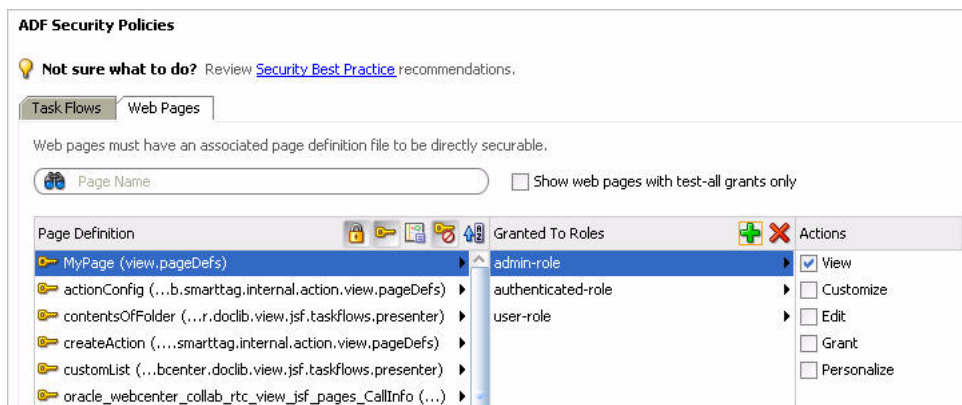 ADF Security Policies
Not sure what to do? Review Security Best Practice recommendations.
Task Flows Web Pages
Web pages must have an associated page definition file to be directly securable.
Page Name Show web pages with test-all grants only
Page Definition Granted To Roles Actions
MyPage (view.pageDefs) admin-role View
actionConfig (...b.smarttag.internal.action.view.pageDefs) authenticated-role Customize
contentsOfFolder (...r.doclib.view.jsf.taskflows.presenter) user-role Edit
createAction (....smarttag.internal.action.view.pageDefs) Grant
customList (...bcenter.doclib.view.jsf.taskflows.presenter) Personalize
oracle_webcenter_collab_rtc_view_jsf_pages_CallInfo (...)